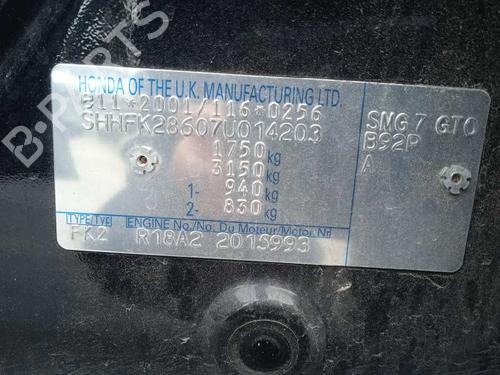 B-PARTS
HONDA OF THE U.K. MANUFACTURING LTD.
e11*2001/116*0256
SHHFK28607U014203
1750 kg
3150 kg
1- 940 kg
2- 830 kg
SMG 7 GTO
B92P
A
TYPE/TYP ENGINE No./No. Du Moteur/Motor Nr
FK2 R18A2 2015993